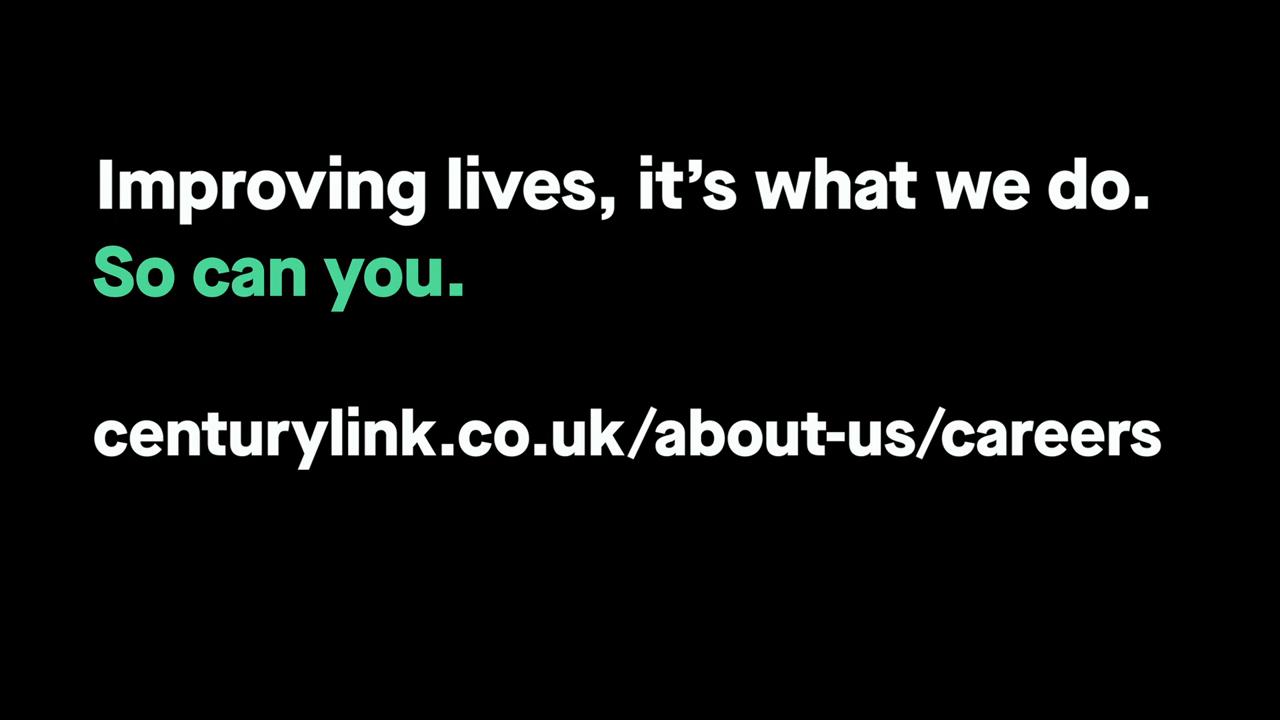 Improving lives, it’s what we do.
So can you.
centurylink.co.uk/about-us/careers